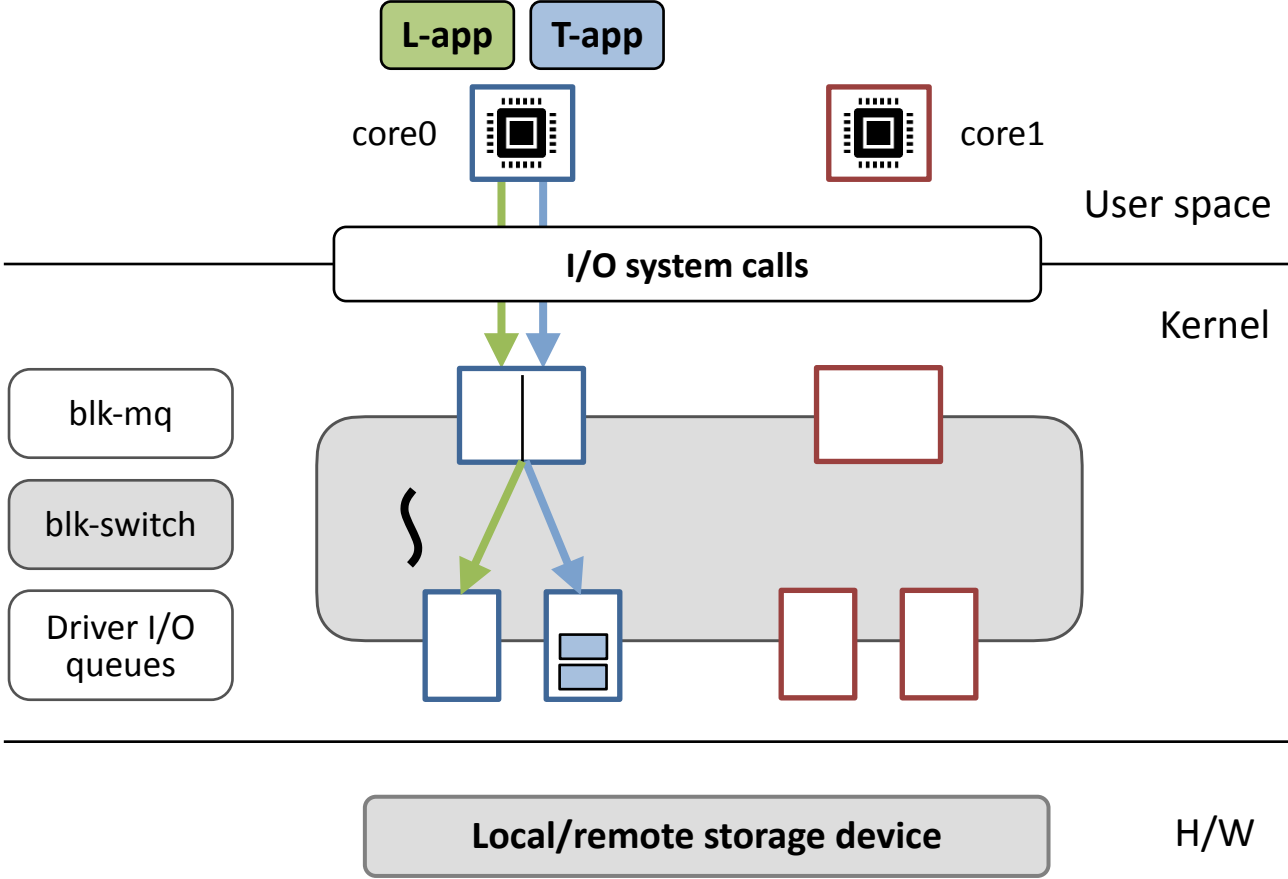 L-app
T-app
core0
core1
User space
I/O system calls
Kernel
blk-mq
blk-switch
Driver I/O
queues
Local/remote storage device
H/W